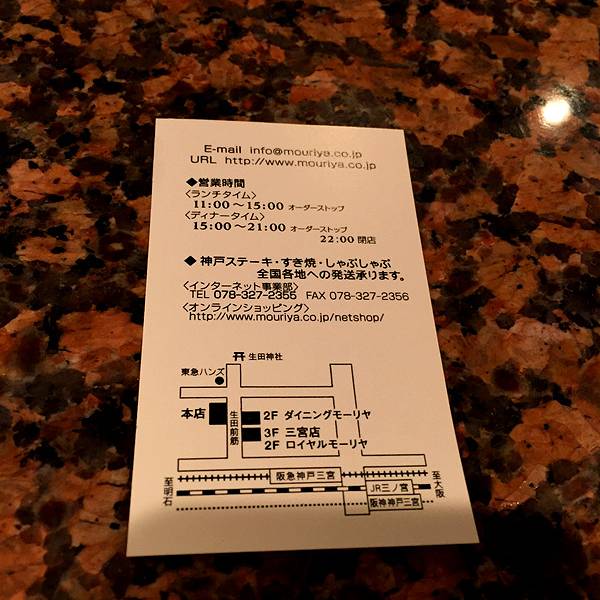 E-mail info@mouriya.co.jp
URL http://www.mouriya.co.jp
◆営業時間
〈ランチタイム〉
11:00～15:00 オーダーストップ
〈ディナータイム〉
15:00～21:00 オーダーストップ
22:00 閉店
◆ 神戸ステーキ・すき焼・しゃぶしゃぶ
全国各地への発送承ります。
〈インターネット事業部〉
TEL 078-327-2356 FAX 078-327-2356
〈オンラインショッピング〉
http://www.mouriya.co.jp/netshop/
生田神社
東急ハンズ
本店
生田前筋
2F ダイニングモーリヤ
3F 三宮店
2F ロイヤルモーリヤ
阪急神戸三宮
至明石
至大阪
JR三ノ宮
阪神神戸三宮